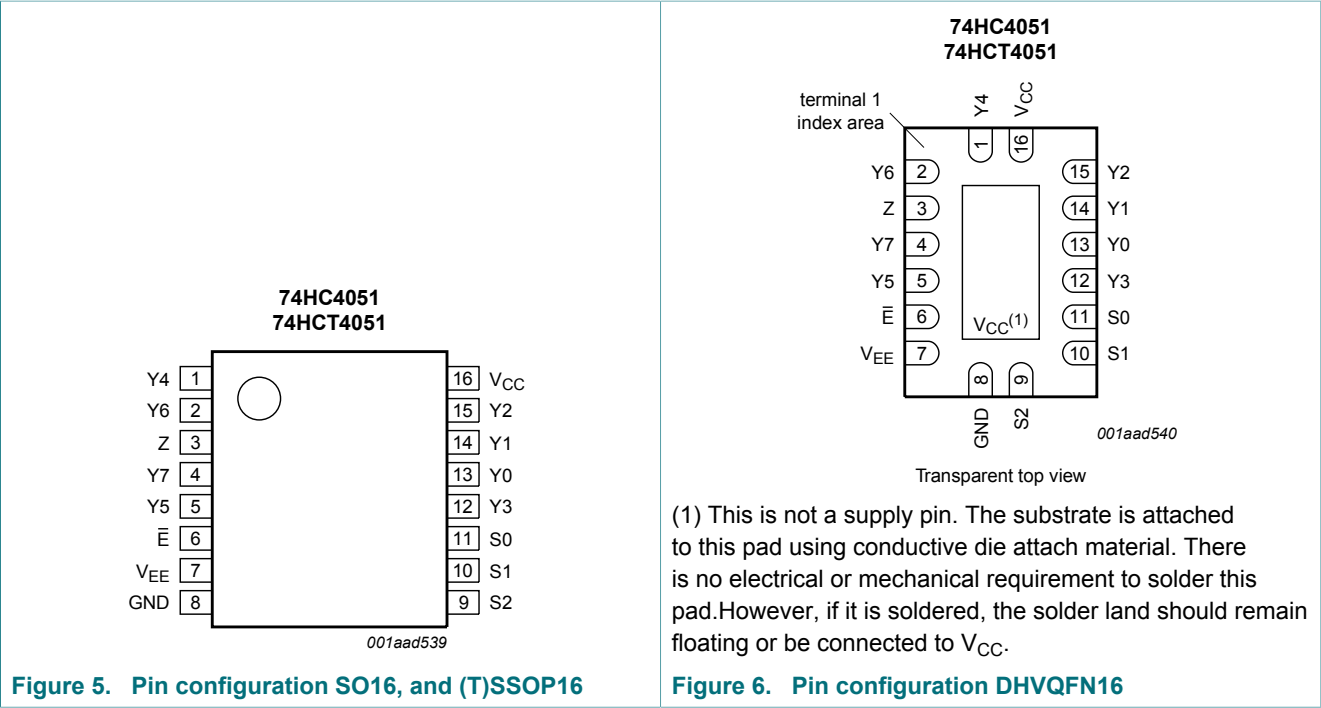 74HC4051
74HCT4051
Y4 1
Y6 2
Z 3
Y7 4
Y5 5
E̅ 6
VEE 7
GND 8
16 VCC
15 Y2
14 Y1
13 Y0
12 Y3
11 S0
10 S1
9 S2
001aad539
Figure 5. Pin configuration SO16, and (T)SSOP16
74HC4051
74HCT4051
terminal 1
index area
Y4
VCC
1
16
Y6 2
Z 3
Y7 4
Y5 5
E̅ 6
VEE 7
15 Y2
14 Y1
13 Y0
12 Y3
11 S0
10 S1
VCC(1)
8
9
GND
S2
001aad540
Transparent top view
(1) This is not a supply pin. The substrate is attached
to this pad using conductive die attach material. There
is no electrical or mechanical requirement to solder this
pad.However, if it is soldered, the solder land should remain
floating or be connected to VCC.
Figure 6. Pin configuration DHVQFN16